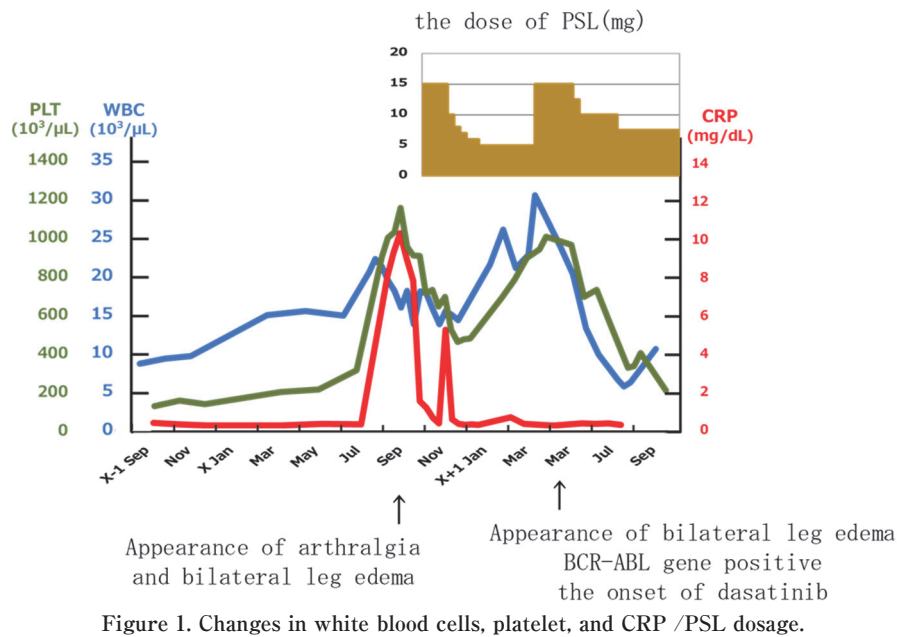 the dose of PSL(mg)
20
15
10
5
0
PLT
(10³/μL)
WBC
(10³/μL)
CRP
(mg/dL)
1400
1200
1000
800
600
400
200
0
35
30
25
20
15
10
5
0
14
12
10
8
6
4
2
0
X-1 Sep
Nov
X Jan
Mar
May
Jul
Sep
Nov
X+1 Jan
Mar
Mar
Jul
Sep
Appearance of arthralgia
and bilateral leg edema
Appearance of bilateral leg edema
BCR-ABL gene positive
the onset of dasatinib
Figure 1. Changes in white blood cells, platelet, and CRP /PSL dosage.